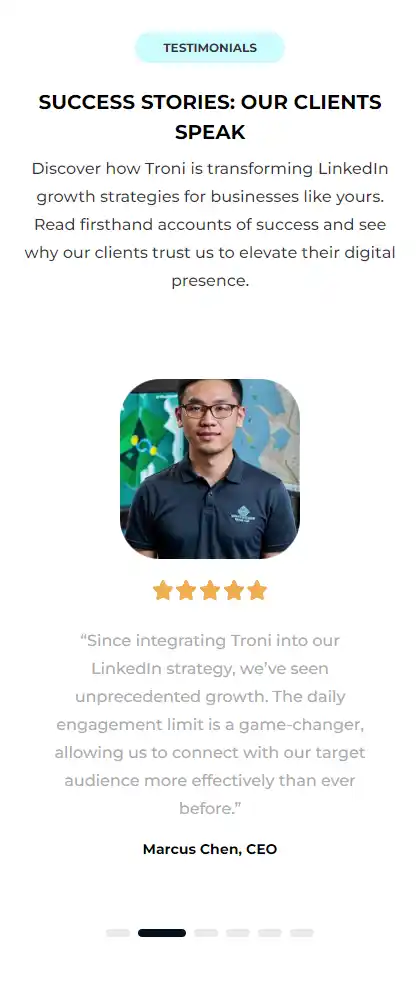 TESTIMONIALS
SUCCESS STORIES: OUR CLIENTS
SPEAK
Discover how Troni is transforming LinkedIn
growth strategies for businesses like yours.
Read firsthand accounts of success and see
why our clients trust us to elevate their digital
presence.
“Since integrating Troni into our
LinkedIn strategy, we’ve seen
unprecedented growth. The daily
engagement limit is a game-changer,
allowing us to connect with our target
audience more effectively than ever
before.”
Marcus Chen, CEO